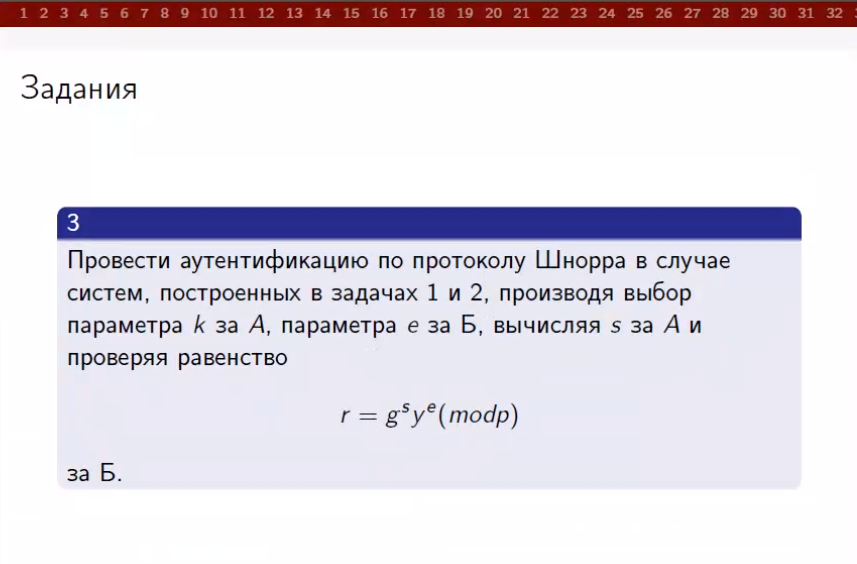 1 2 3 4 5 6 7 8 9 10 11 12 13 14 15 16 17 18 19 20 21 22 23 24 25 26 27 28 29 30 31 32
Задания
3
Провести аутентификацию по протоколу Шнорра в случае
систем, построенных в задачах 1 и 2, производя выбор
параметра k за A, параметра e за Б, вычисляя s за A и
проверяя равенство
r = gˢyᵉ(modp)
за Б.